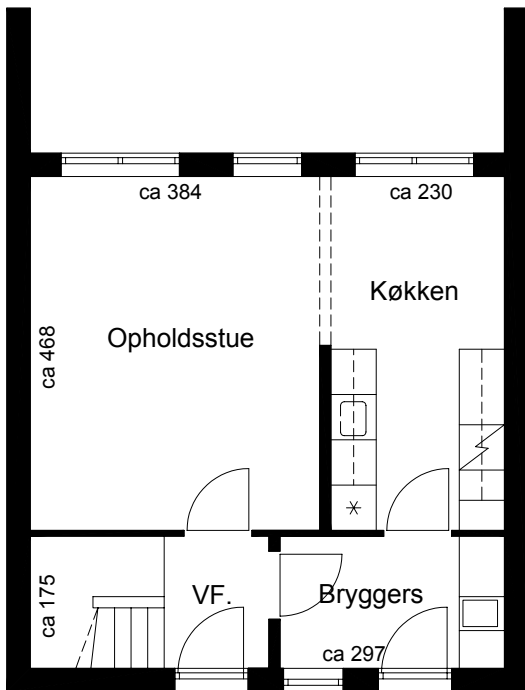 ca 384
ca 230
Køkken
Opholdsstue
ca 468
ca 175
VF.
Bryggers
ca 297